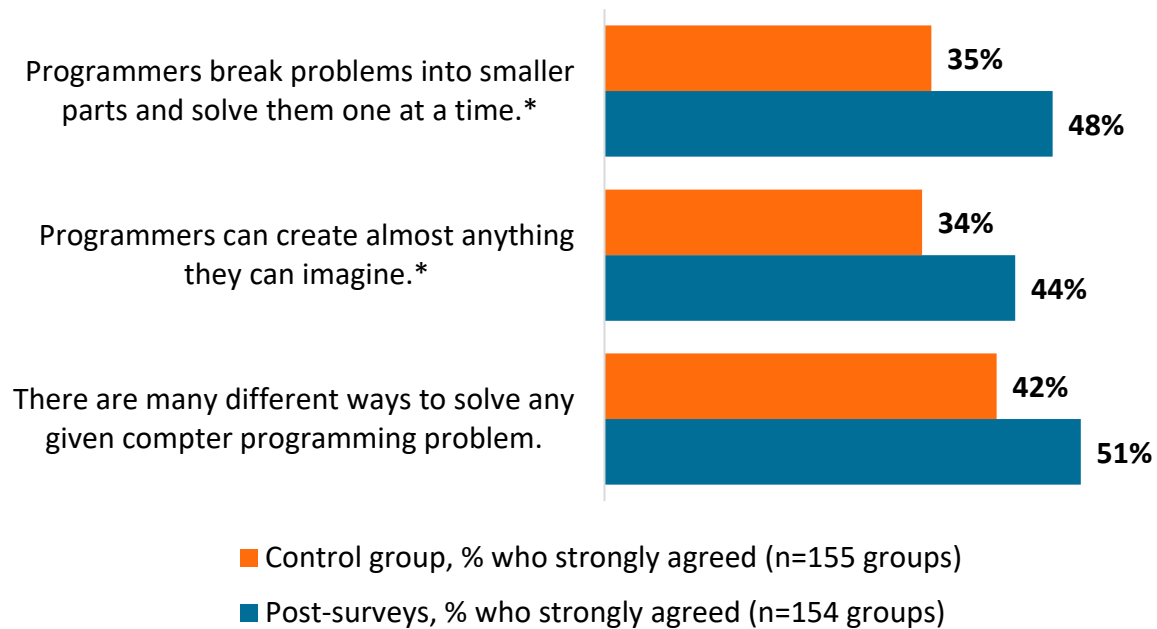 Programmers break problems into smaller
parts and solve them one at a time.*
35%
48%
Programmers can create almost anything
they can imagine.*
34%
44%
There are many different ways to solve any
given compter programming problem.
42%
51%
Control group, % who strongly agreed (n=155 groups)
Post-surveys, % who strongly agreed (n=154 groups)